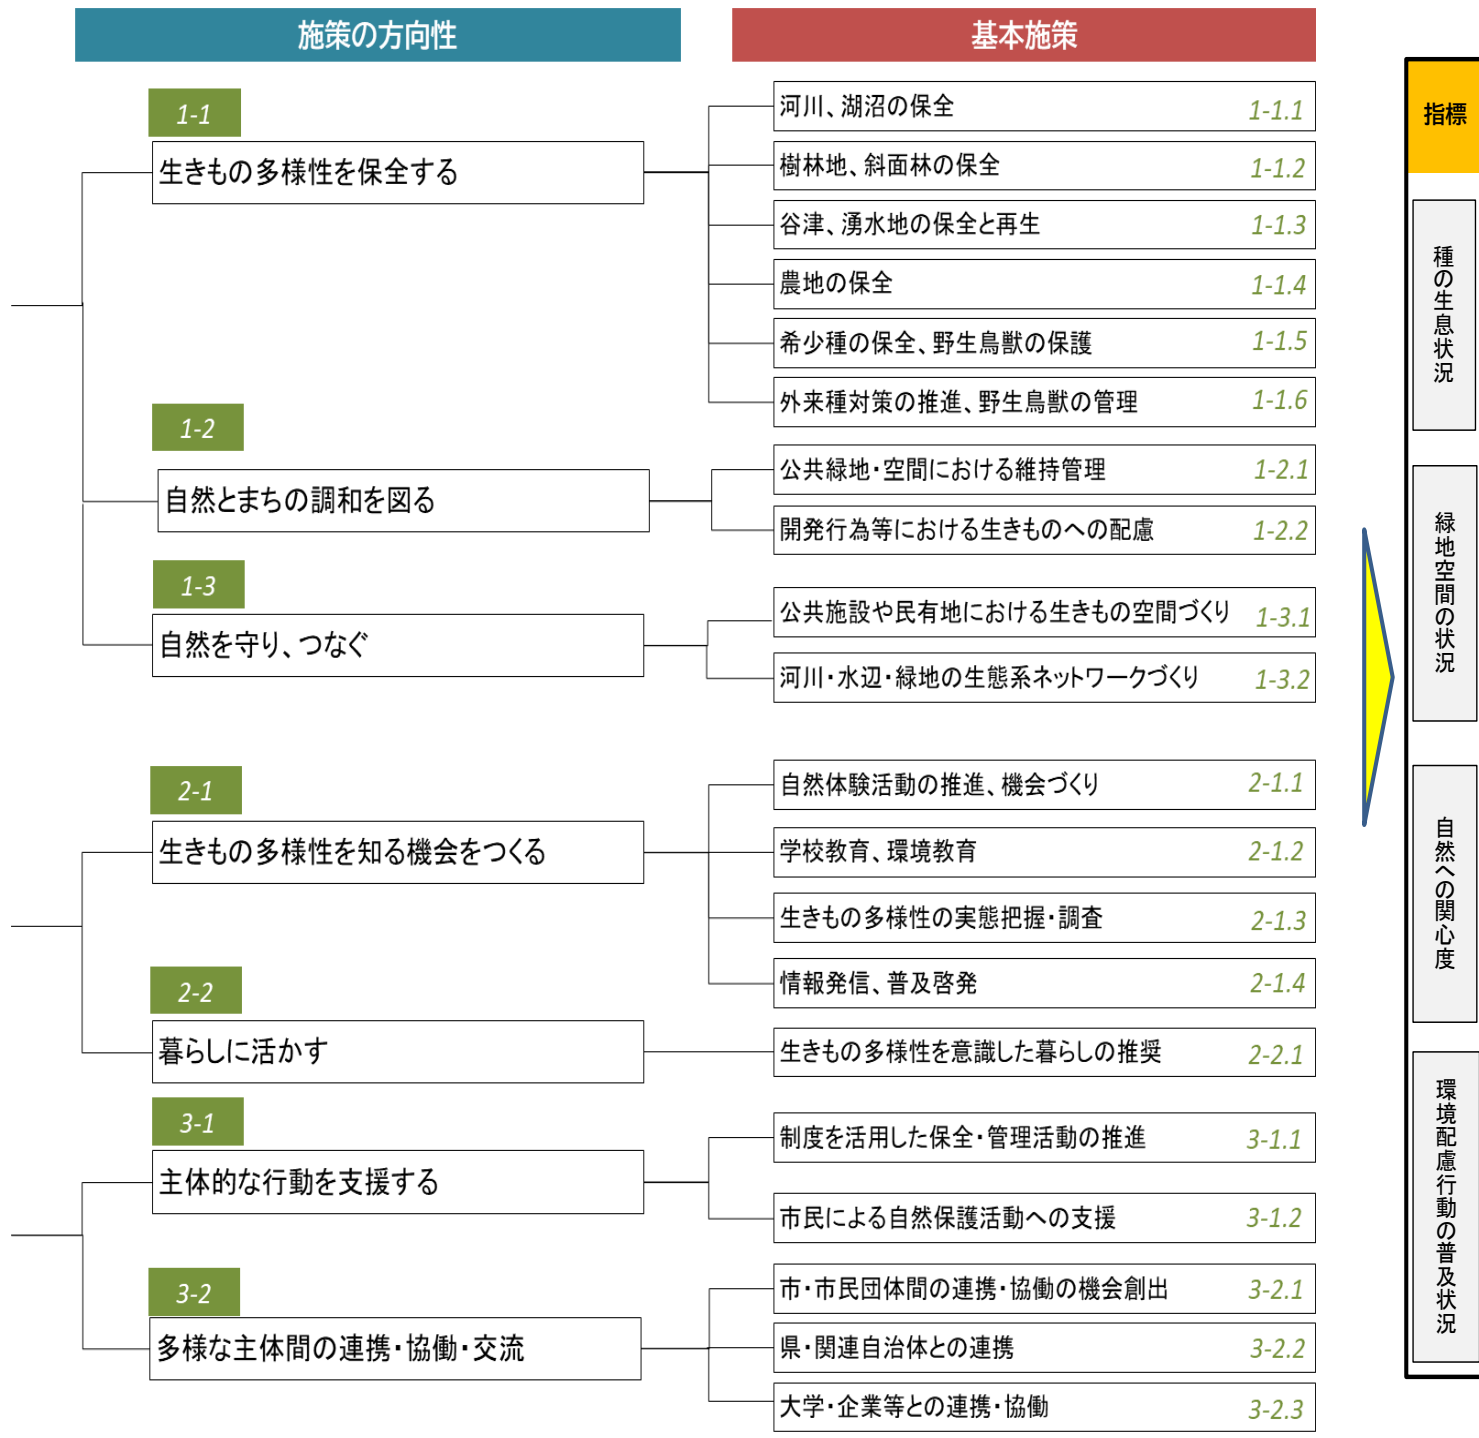 施策の方向性
基本施策
指標
1-1
生きもの多様性を保全する
河川、湖沼の保全 1-1.1
樹林地、斜面林の保全 1-1.2
谷津、湧水地の保全と再生 1-1.3
農地の保全 1-1.4
希少種の保全、野生鳥獣の保護 1-1.5
外来種対策の推進、野生鳥獣の管理 1-1.6
1-2
自然とまちの調和を図る
公共緑地・空間における維持管理 1-2.1
開発行為等における生きものへの配慮 1-2.2
1-3
自然を守り、つなぐ
公共施設や民有地における生きもの空間づくり 1-3.1
河川・水辺・緑地の生態系ネットワークづくり 1-3.2
2-1
生きもの多様性を知る機会をつくる
自然体験活動の推進、機会づくり 2-1.1
学校教育、環境教育 2-1.2
生きもの多様性の実態把握・調査 2-1.3
情報発信、普及啓発 2-1.4
2-2
暮らしに活かす
生きもの多様性を意識した暮らしの推奨 2-2.1
3-1
主体的な行動を支援する
制度を活用した保全・管理活動の推進 3-1.1
市民による自然保護活動への支援 3-1.2
3-2
多様な主体間の連携・協働・交流
市・市民団体間の連携・協働の機会創出 3-2.1
県・関連自治体との連携 3-2.2
大学・企業等との連携・協働 3-2.3
種の生息状況
緑地空間の状況
自然への関心度
環境配慮行動の普及状況